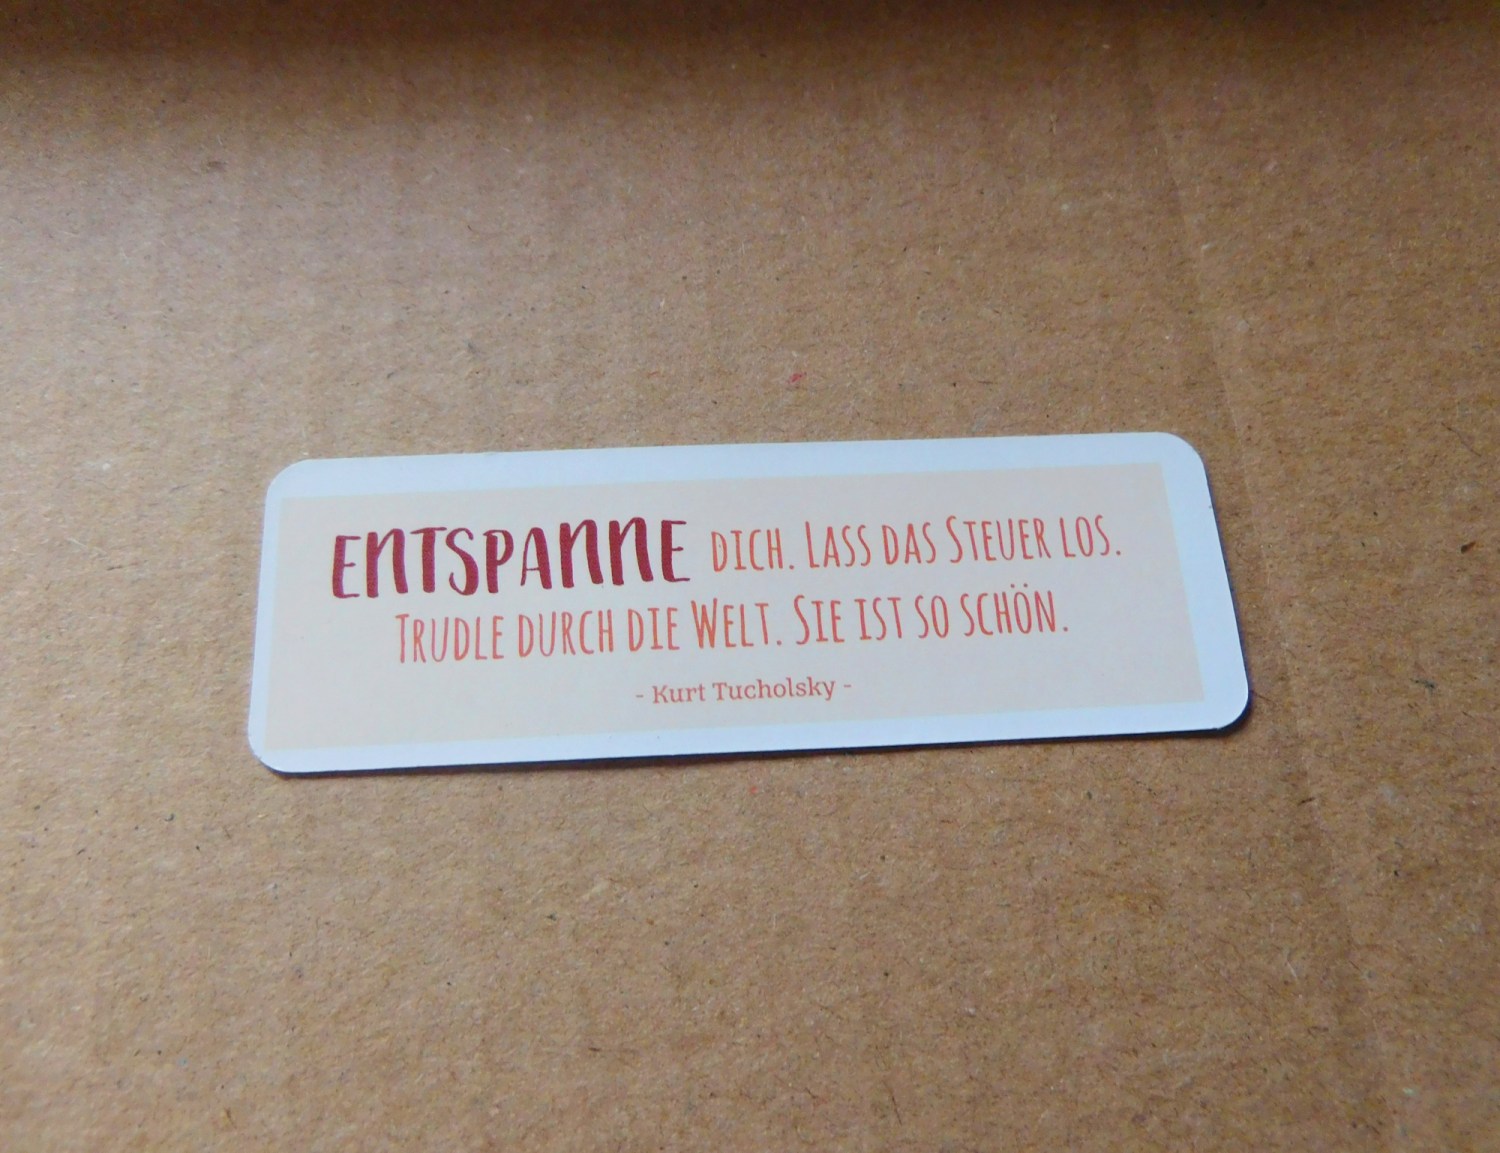 ENTSPANNE DICH. LASS DAS STEUER LOS.
TRUDLE DURCH DIE WELT. SIE IST SO SCHÖN.
- Kurt Tucholsky -